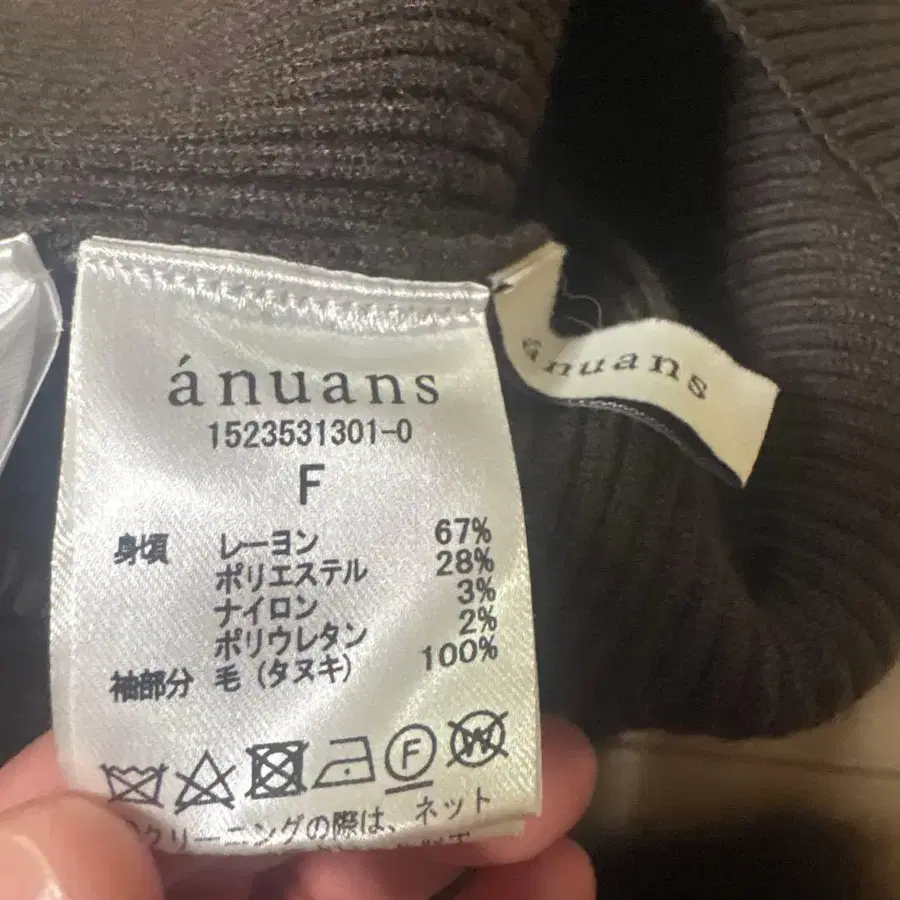 ánuans
1523531301-0
F
身頃 レーヨン 67%
ポリエステル 28%
ナイロン 3%
ポリウレタン 2%
袖部分 毛(タヌキ) 100%
F W
クリーニングの際は、ネット
ánuans